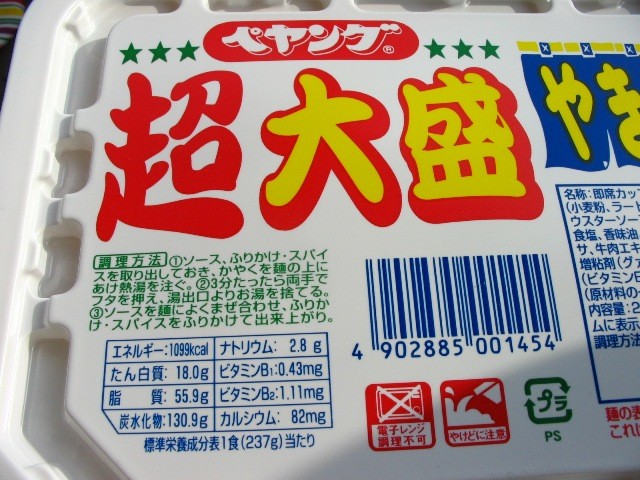 ペヤング®
超大盛
やき
調理方法 ①ソース、ふりかけ・スパイ
スを取り出しておき、かやくを麺の上に
あけ熱湯を注ぐ。②3分たったら両手で
フタを押え、湯出口よりお湯を捨てる。
③ソースを麺によくまぜ合わせ、ふりか
け・スパイスをふりかけて出来上がり。
エネルギー:1099kcal ナトリウム: 2.8 g
たん白質: 18.0g ビタミンB1:0.43mg
脂 質: 55.9g ビタミンB2:1.11mg
炭水化物:130.9g カルシウム: 82mg
標準栄養成分表1食(237g)当たり
4 902885 001454
電子レンジ
調理不可
やけどに注意
プラ
PS
名称:即席カッ
(小麦粉、ラート
ウスターソー
食塩、香味油
サ、牛肉エキ
増粘剤(グァ
(ビタミンE
(原材料の一
内容量:2
ムに表示
調理方法
麺の表
これは